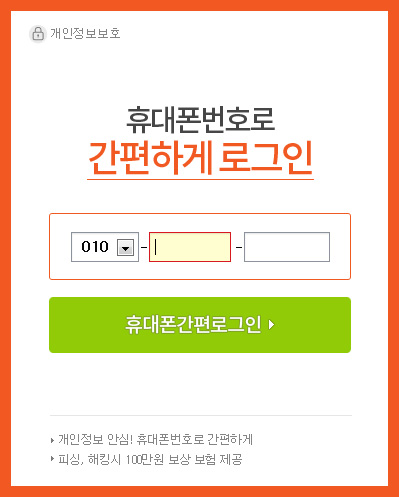 개인정보보호
휴대폰번호로
간편하게 로그인
010 - -
휴대폰간편로그인
개인정보 안심! 휴대폰번호로 간편하게
피싱, 해킹시 100만원 보상 보험 제공